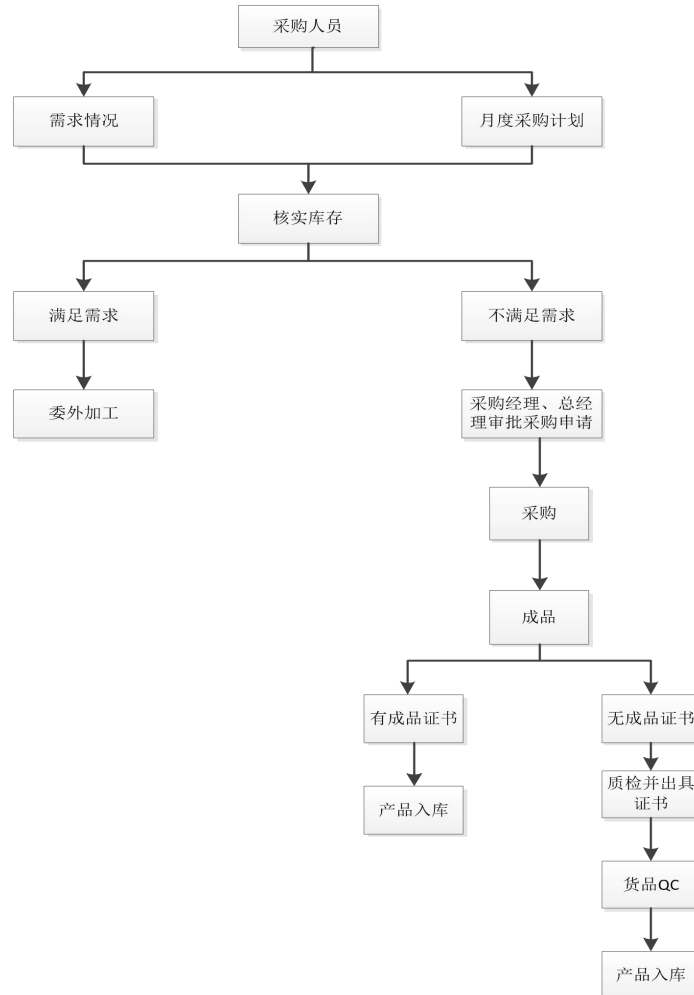 采购人员
需求情况
月度采购计划
核实库存
满足需求
不满足需求
委外加工
采购经理、总经
理审批采购申请
采购
成品
有成品证书
无成品证书
质检并出具
证书
产品入库
货品QC
产品入库